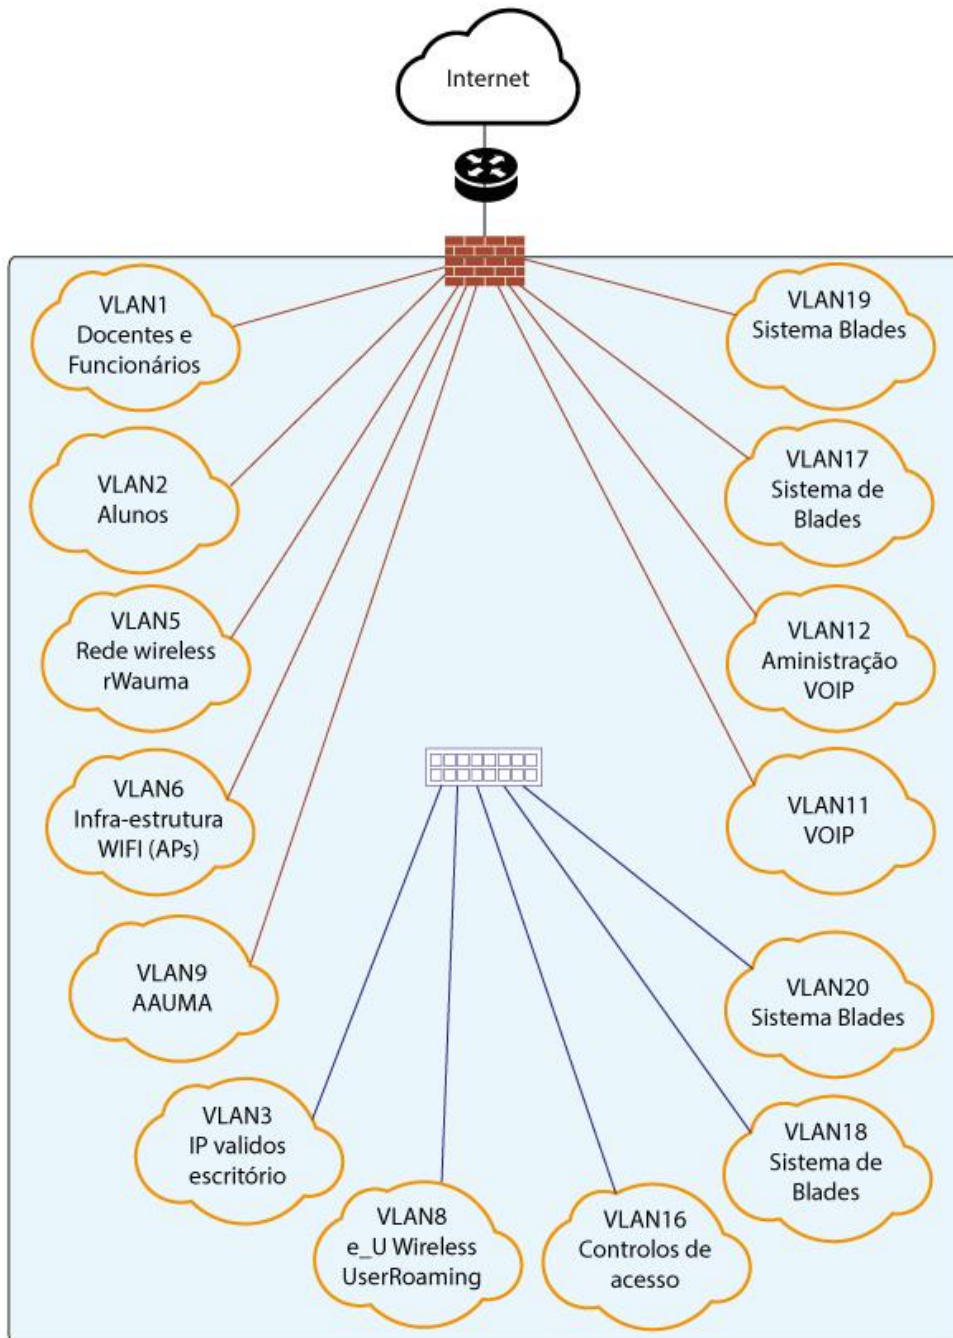 Internet
VLAN1
Docentes e
Funcionários
VLAN19
Sistema Blades
VLAN2
Alunos
VLAN17
Sistema de
Blades
VLAN5
Rede wireless
rWauma
VLAN12
Aministração
VOIP
VLAN6
Infra-estrutura
WIFI (APs)
VLAN11
VOIP
VLAN9
AAUMA
VLAN20
Sistema Blades
VLAN3
IP validos
escritório
VLAN18
Sistema de
Blades
VLAN8
e_U Wireless
UserRoaming
VLAN16
Controlos de
acesso